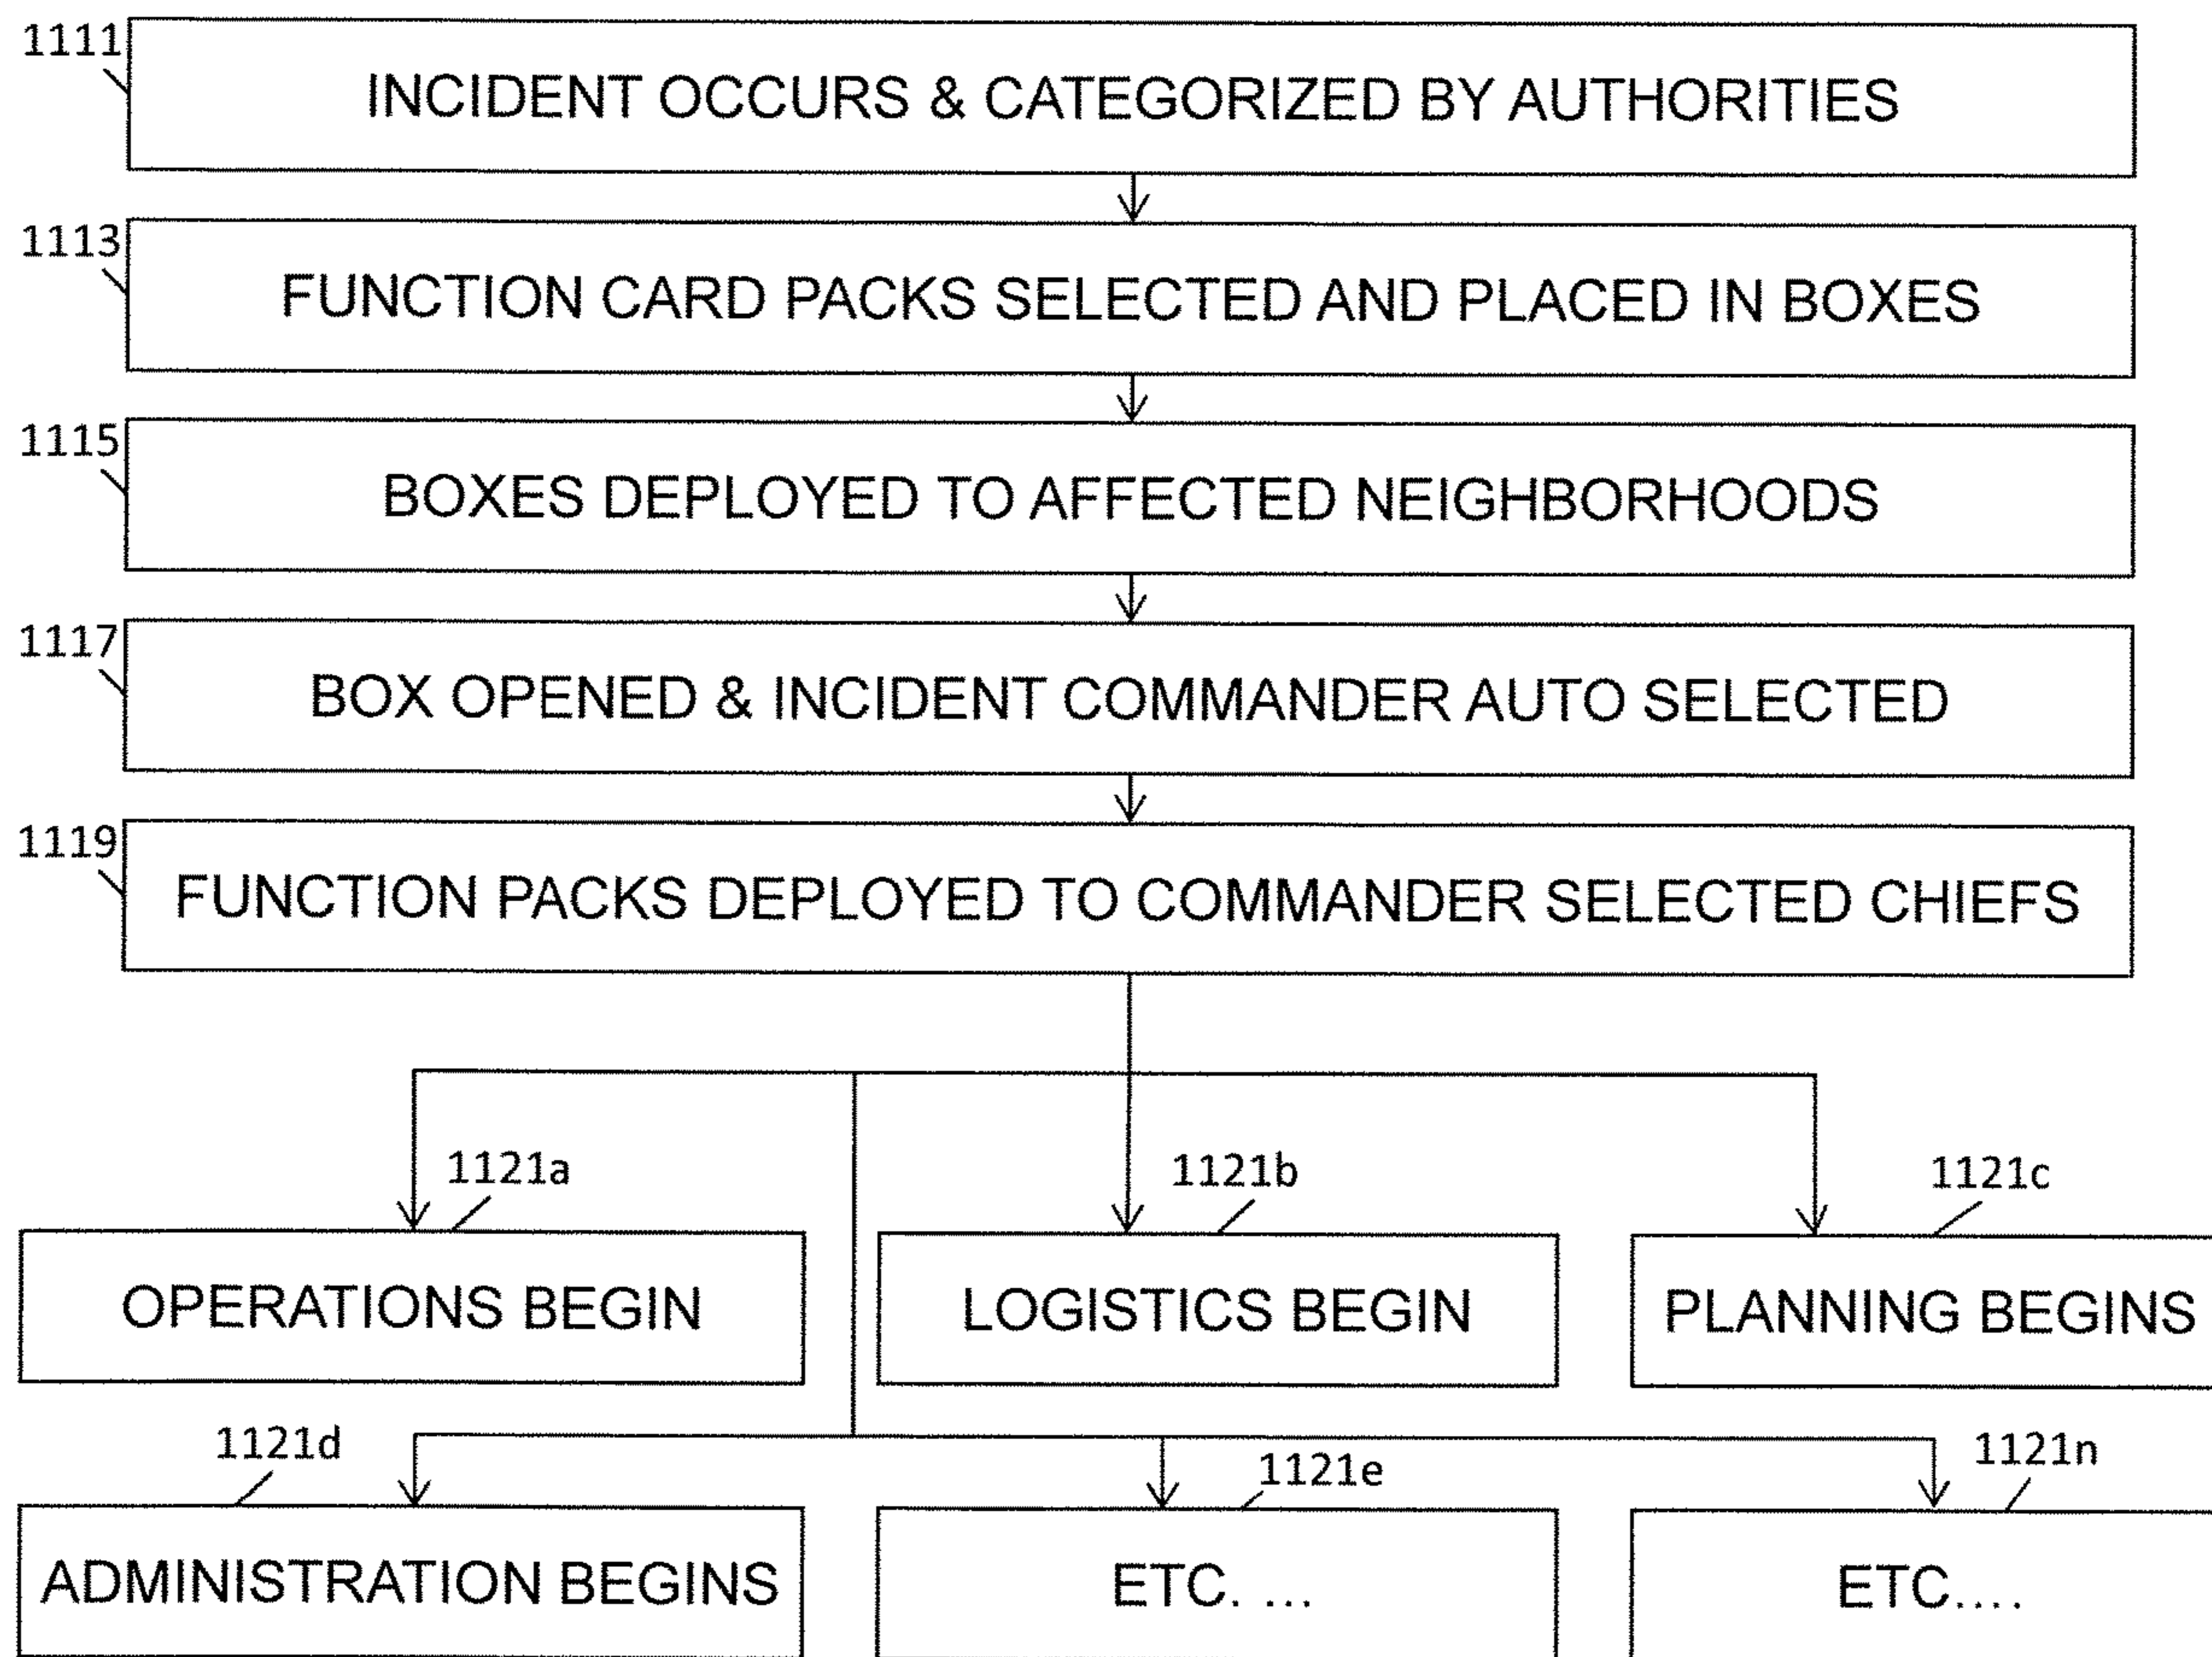 1111
INCIDENT OCCURS & CATEGORIZED BY AUTHORITIES
1113
FUNCTION CARD PACKS SELECTED AND PLACED IN BOXES
1115
BOXES DEPLOYED TO AFFECTED NEIGHBORHOODS
1117
BOX OPENED & INCIDENT COMMANDER AUTO SELECTED
1119
FUNCTION PACKS DEPLOYED TO COMMANDER SELECTED CHIEFS
1121a
1121b
1121c
OPERATIONS BEGIN
LOGISTICS BEGIN
PLANNING BEGINS
1121d
1121e
1121n
ADMINISTRATION BEGINS
ETC. ...
ETC....